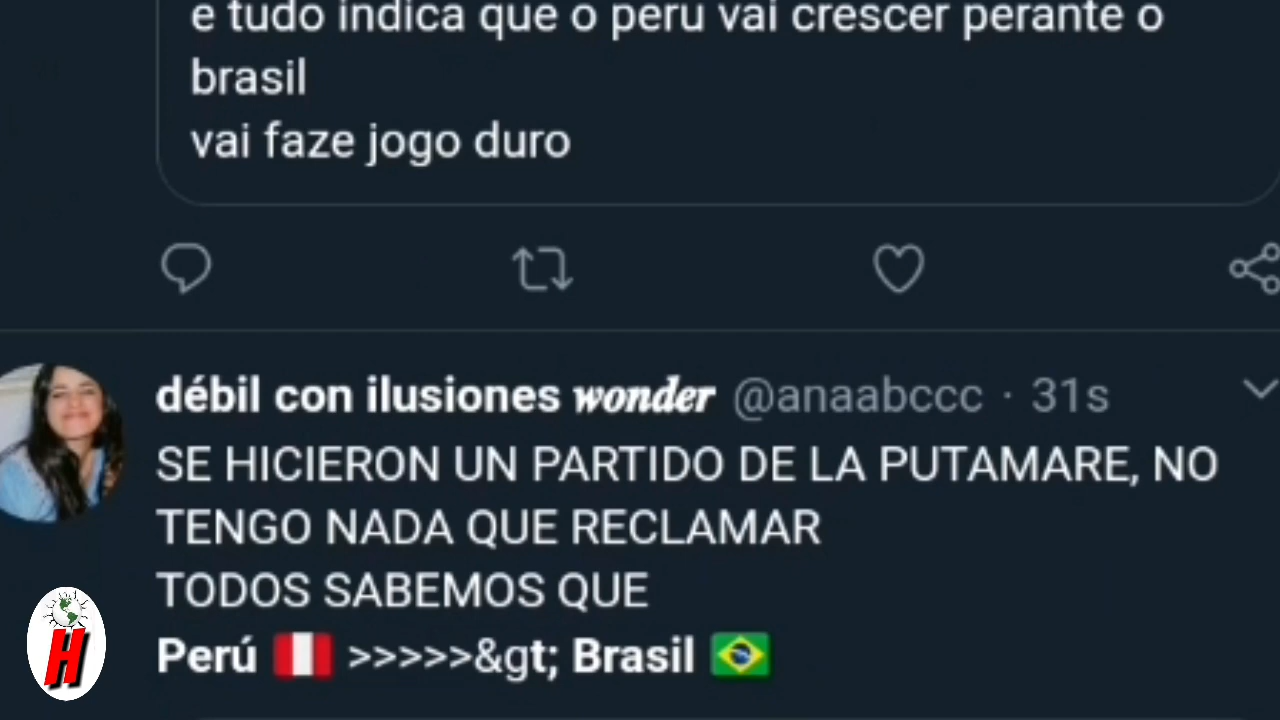 e tudo indica que o peru vai crescer perante o
brasil
vai faze jogo duro
débil con ilusiones wonder @anaabccc · 31s
SE HICIERON UN PARTIDO DE LA PUTAMARE, NO
TENGO NADA QUE RECLAMAR
TODOS SABEMOS QUE
Perú 🇵🇪 >>>>>&gt; Brasil 🇧🇷
H